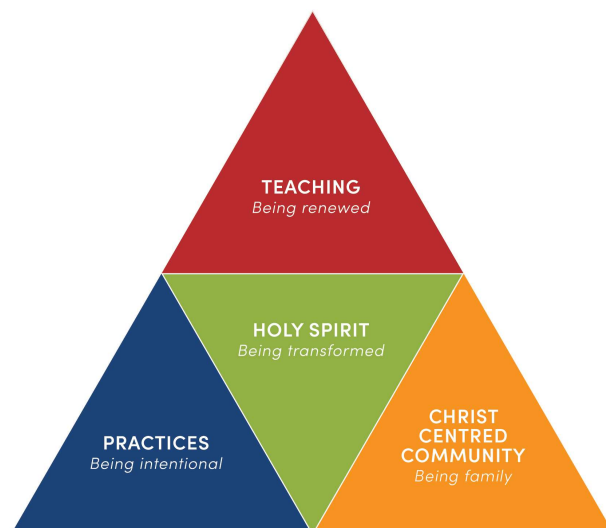 TEACHING
Being renewed
HOLY SPIRIT
Being transformed
PRACTICES
Being intentional
CHRIST
CENTRED
COMMUNITY
Being family